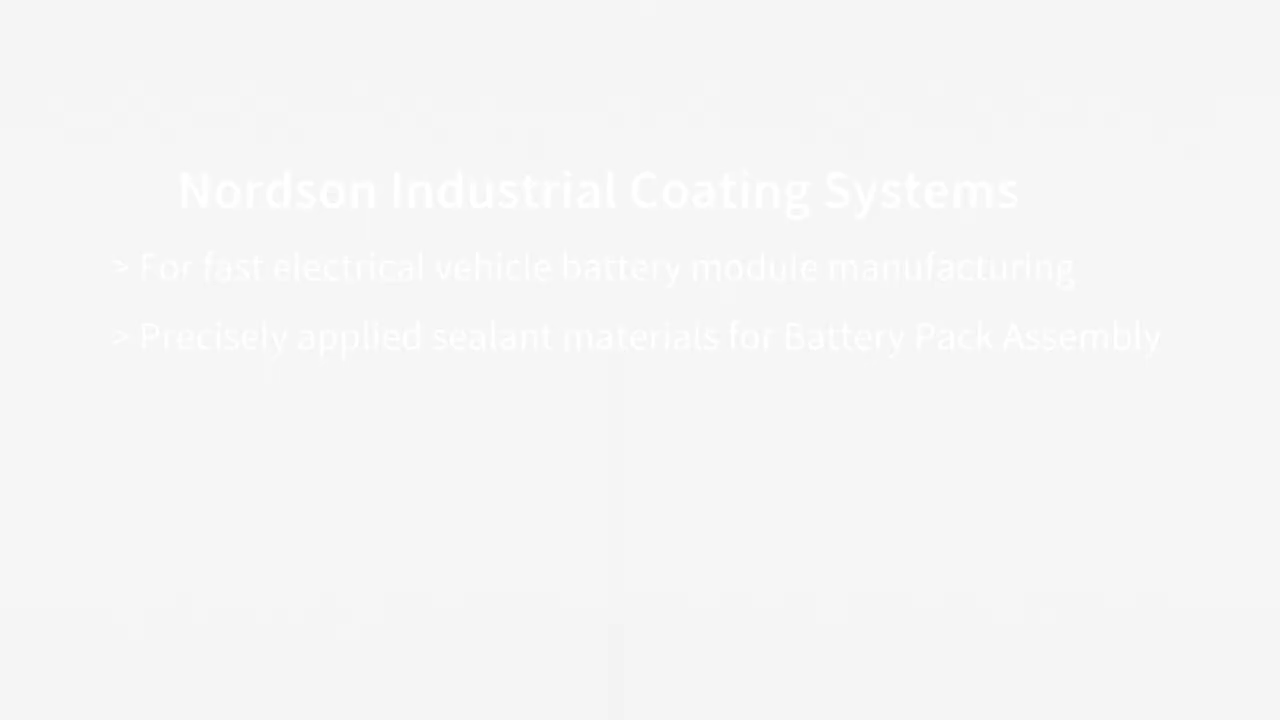 Nordson Industrial Coating Systems
> For fast electrical vehicle battery module manufacturing
> Precisely applied sealant materials for Battery Pack Assembly